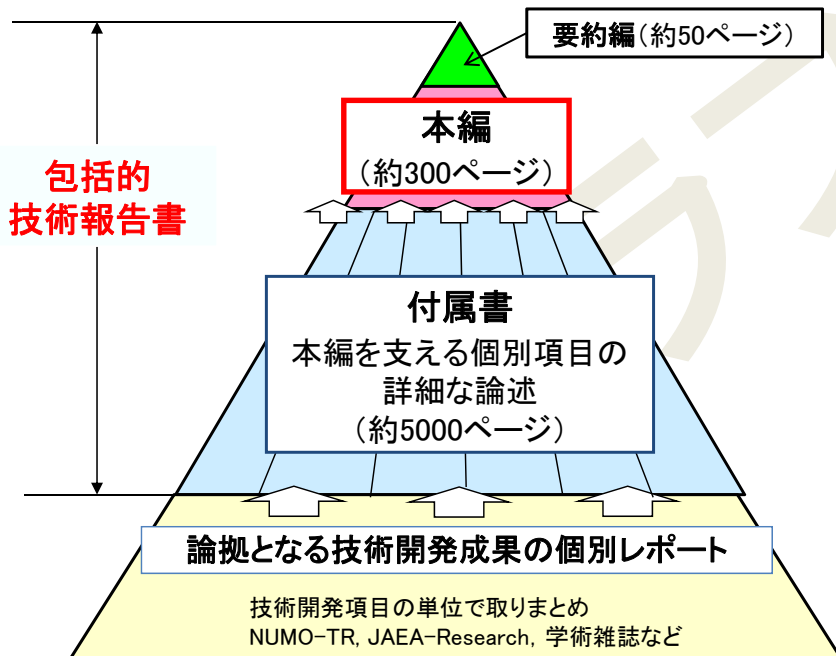 要約編(約50ページ)
本編
(約300ページ)
包括的
技術報告書
付属書
本編を支える個別項目の
詳細な論述
(約5000ページ)
論拠となる技術開発成果の個別レポート
技術開発項目の単位で取りまとめ
NUMO-TR, JAEA-Research, 学術雑誌など